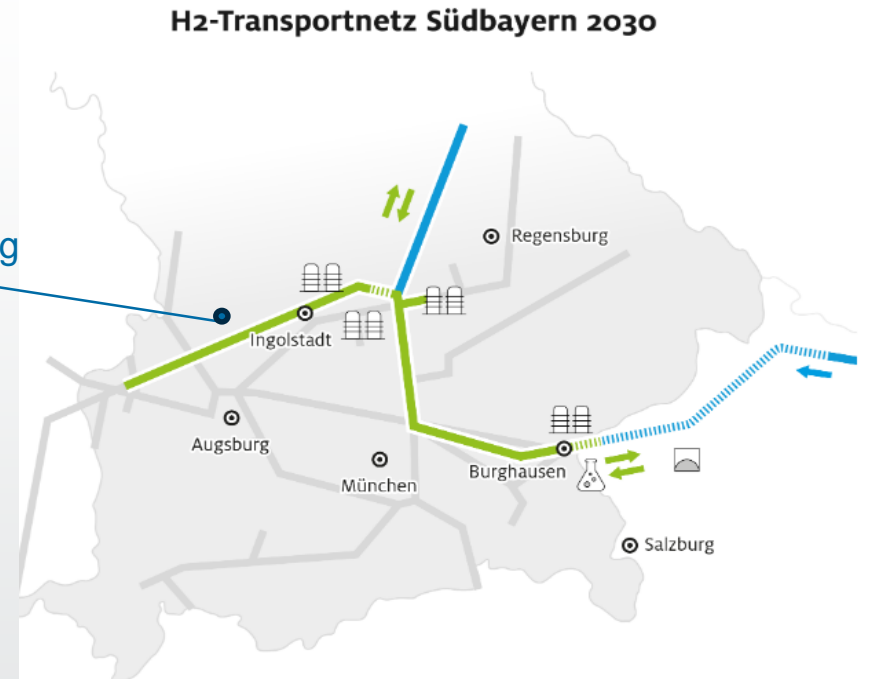 H2-Transportnetz Südbayern 2030
g
Regensburg
Ingolstadt
Augsburg
Burghausen
München
Salzburg